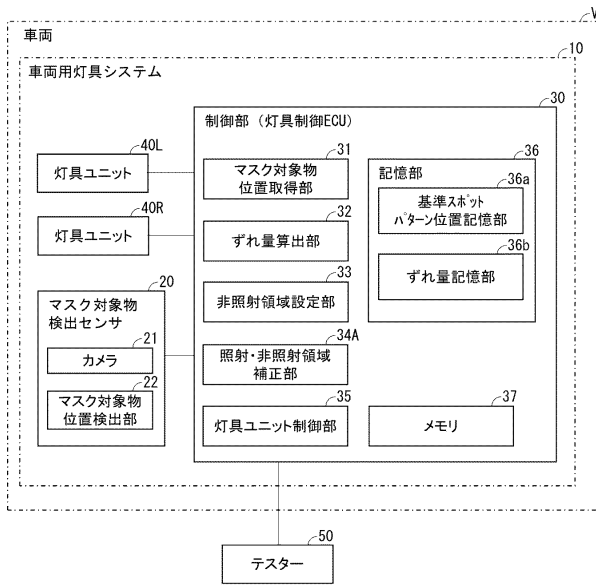 V
車両
10
車両用灯具システム
30
制御部（灯具制御ECU）
40L
灯具ユニット
40R
灯具ユニット
20
マスク対象物
検出センサ
21
カメラ
22
マスク対象物
位置検出部
31
マスク対象物
位置取得部
32
ずれ量算出部
33
非照射領域設定部
34A
照射・非照射領域
補正部
35
灯具ユニット制御部
36
記憶部
36a
基準スポット
パターン位置記憶部
36b
ずれ量記憶部
37
メモリ
50
テスター